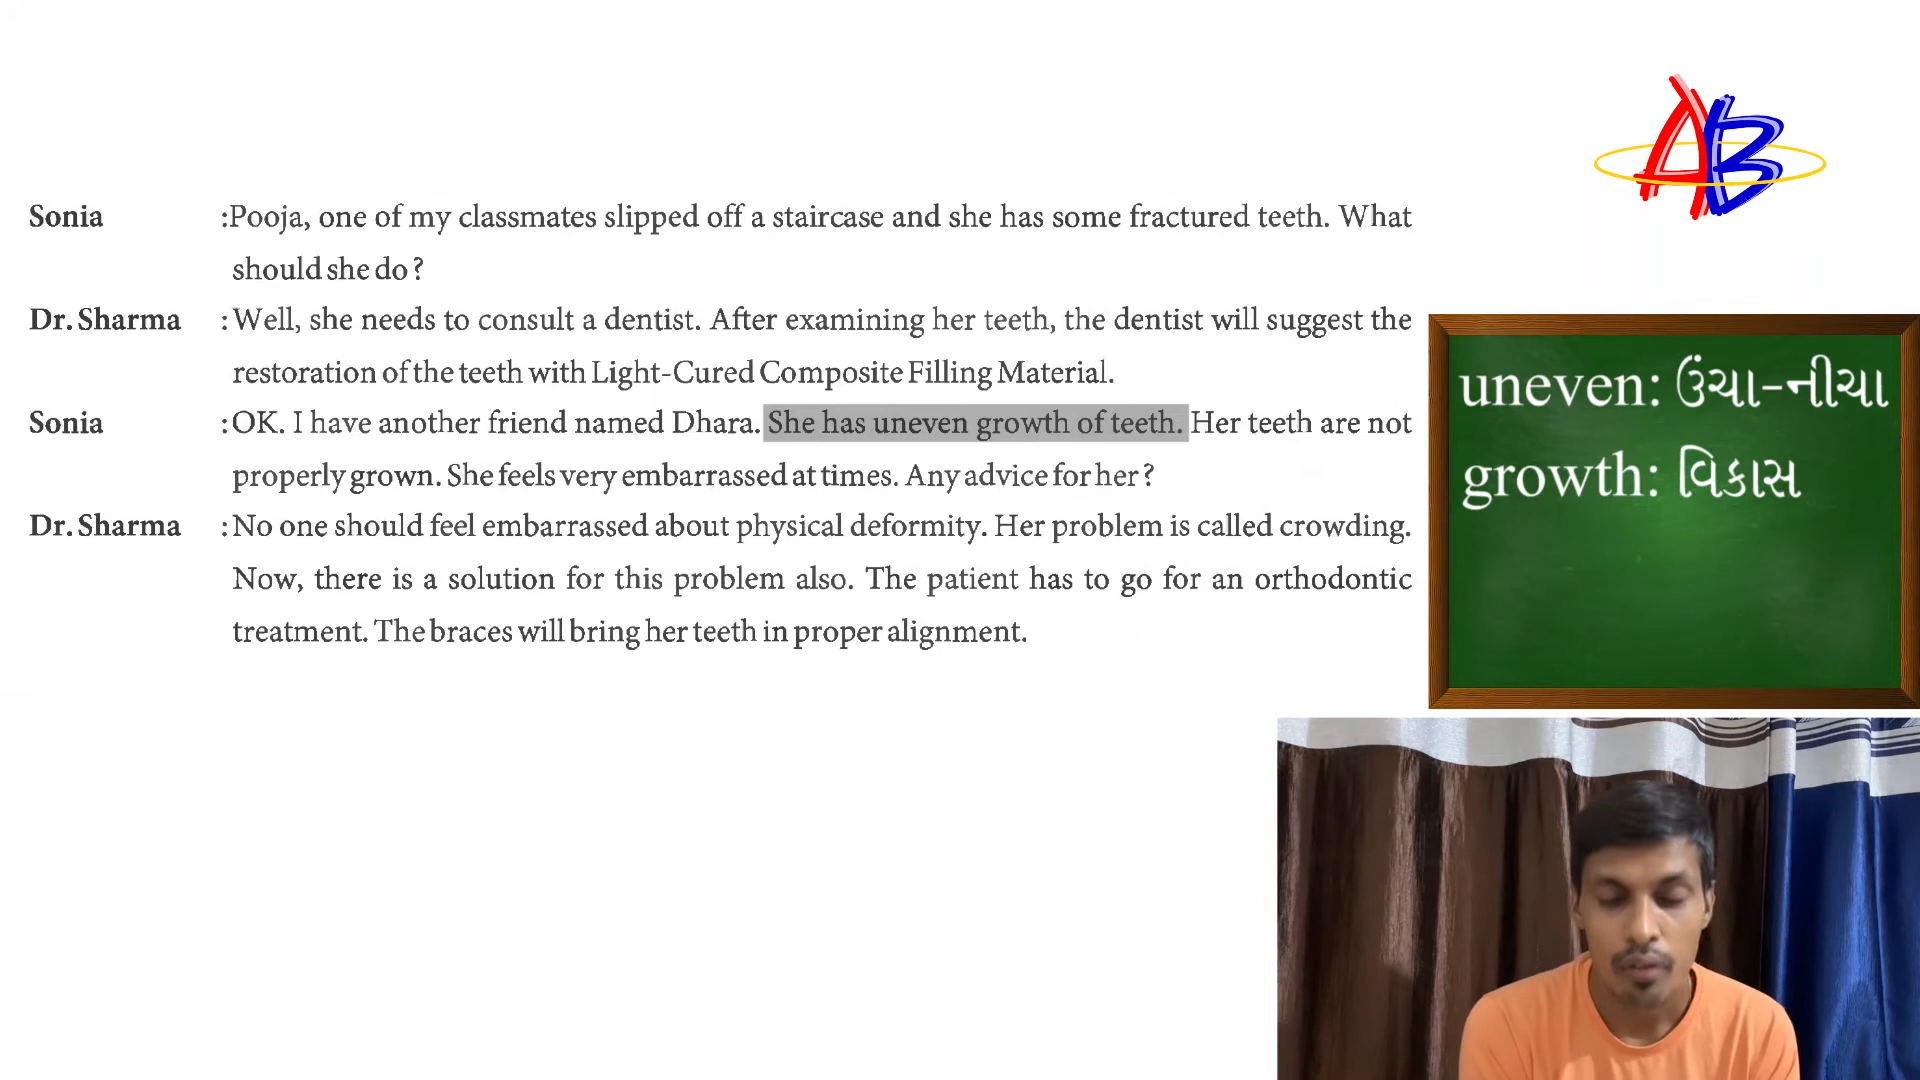 AB
Sonia :Pooja, one of my classmates slipped off a staircase and she has some fractured teeth. What
should she do ?
Dr. Sharma : Well, she needs to consult a dentist. After examining her teeth, the dentist will suggest the
restoration of the teeth with Light-Cured Composite Filling Material.
Sonia : OK. I have another friend named Dhara. She has uneven growth of teeth. Her teeth are not
properly grown. She feels very embarrassed at times. Any advice for her ?
Dr. Sharma : No one should feel embarrassed about physical deformity. Her problem is called crowding.
Now, there is a solution for this problem also. The patient has to go for an orthodontic
treatment. The braces will bring her teeth in proper alignment.
uneven: ઉંચા-નીચા
growth: વિકાસ